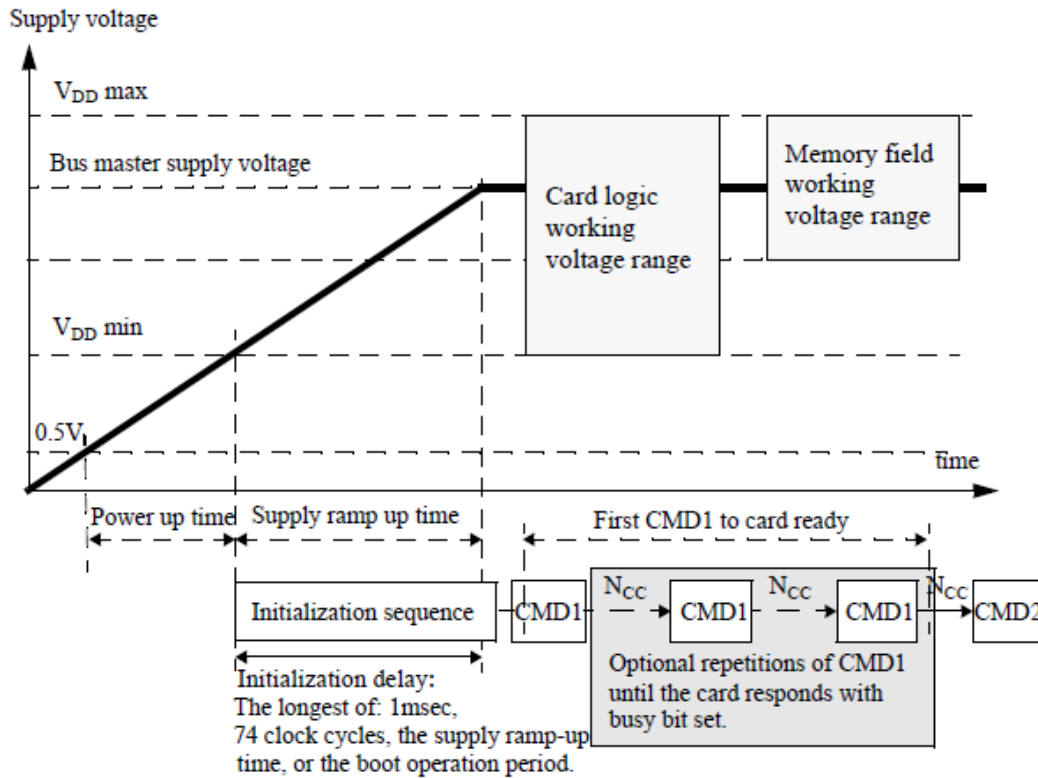 Supply voltage
V_DD max
Bus master supply voltage
Memory field
working
voltage range
Card logic
working
voltage range
V_DD min
0.5V
time
Power up time
Supply ramp up time
First CMD1 to card ready
Initialization sequence
CMD1
N_CC
CMD1
N_CC
CMD1
N_CC
CMD2
Optional repetitions of CMD1
until the card responds with
busy bit set.
Initialization delay:
The longest of: 1msec,
74 clock cycles, the supply ramp-up
time, or the boot operation period.